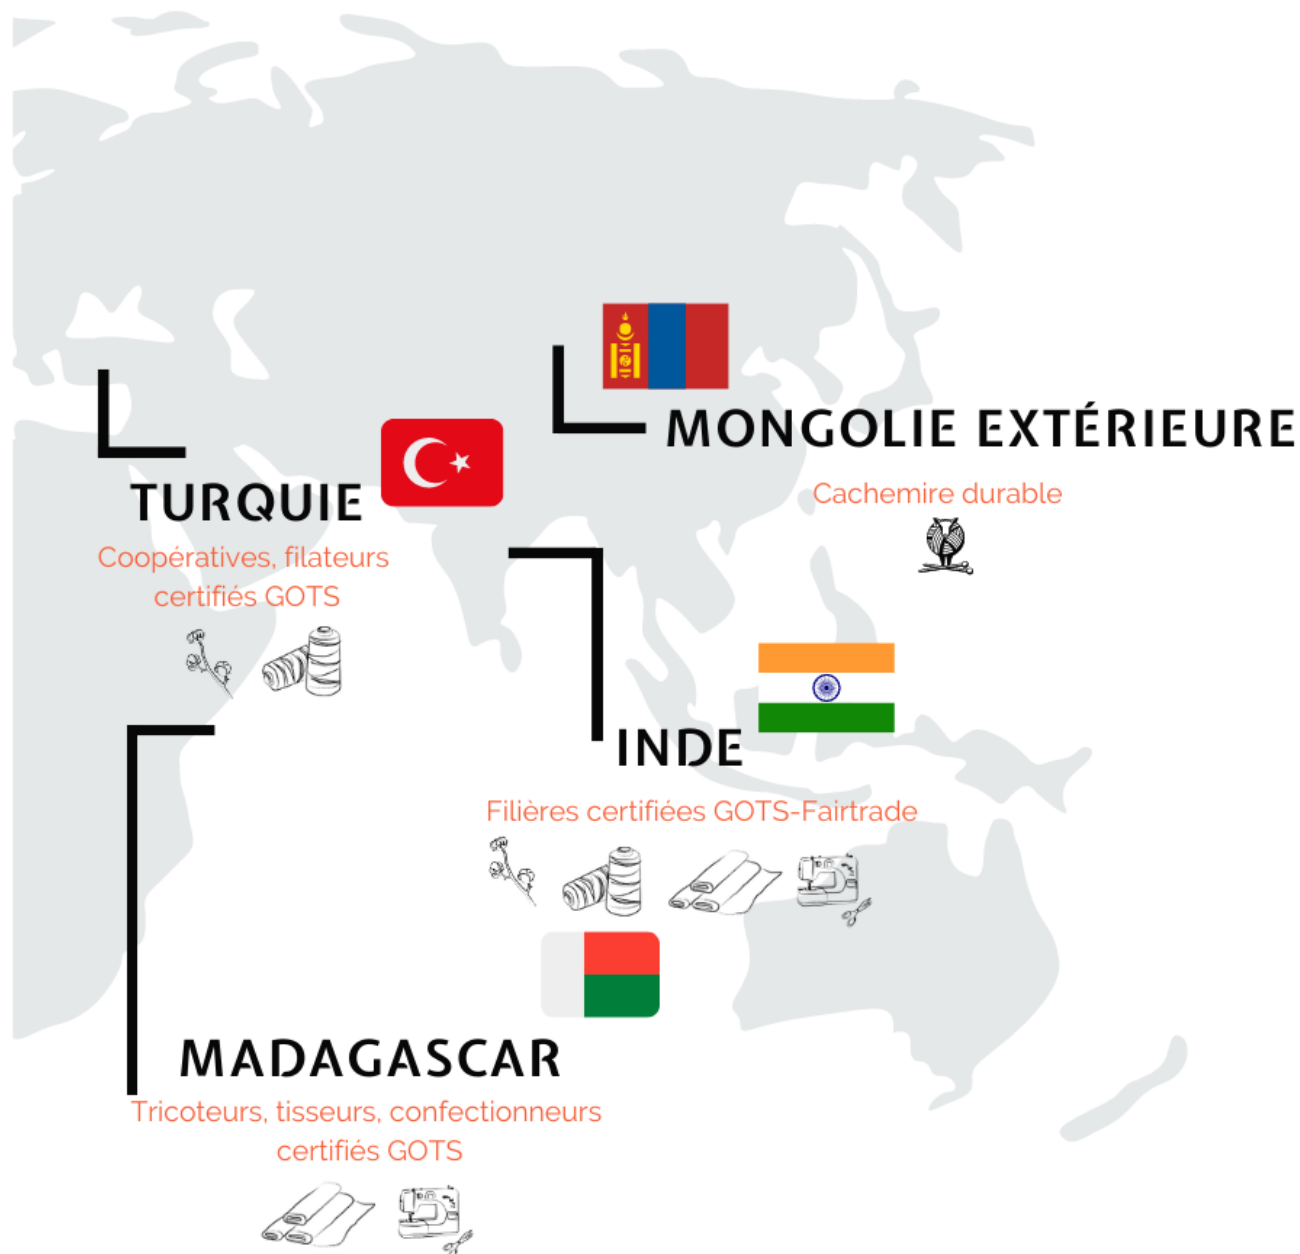 MONGOLIE EXTÉRIEURE
Cachemire durable
TURQUIE
Coopératives, filateurs
certifiés GOTS
INDE
Filières certifiées GOTS-Fairtrade
MADAGASCAR
Tricoteurs, tisseurs, confectionneurs
certifiés GOTS